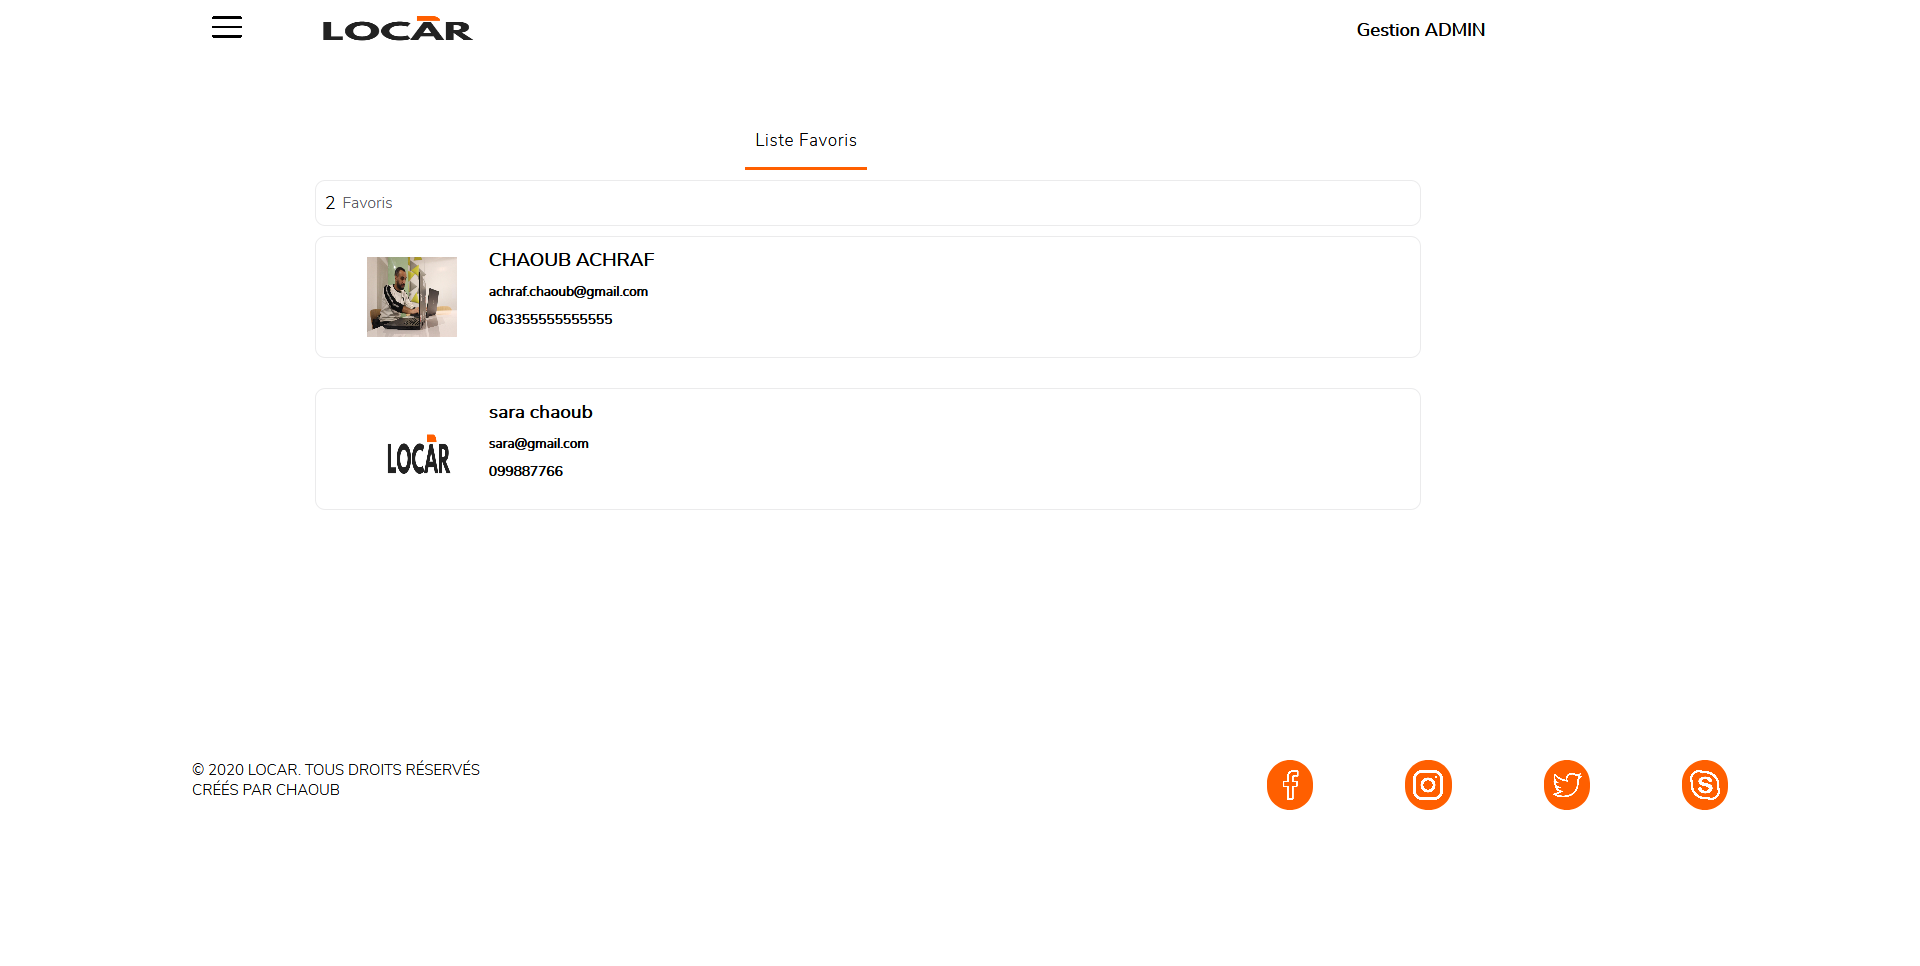 LOCAR
Gestion ADMIN
Liste Favoris
2 Favoris
CHAOUB ACHRAF
achraf.chaoub@gmail.com
063355555555555
LOCAR
sara chaoub
sara@gmail.com
099887766
© 2020 LOCAR. TOUS DROITS RÉSERVÉS
CRÉÉS PAR CHAOUB